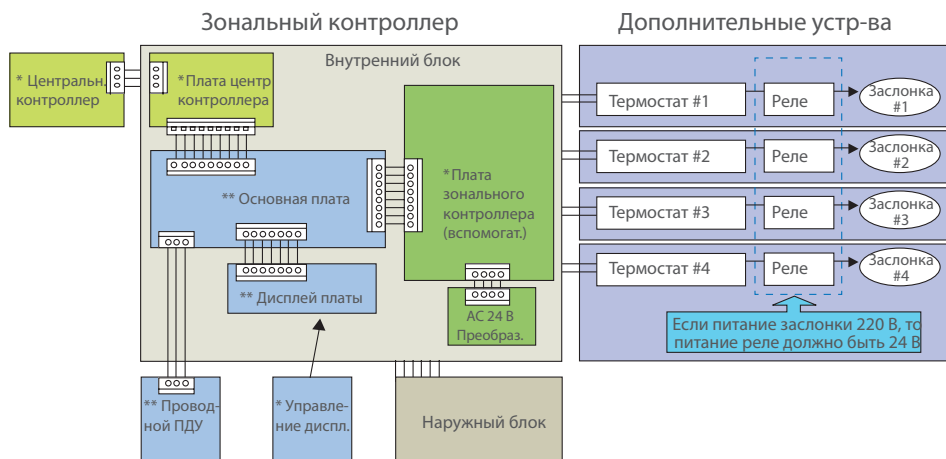 Зональный контроллер
Дополнительные устр-ва
Внутренний блок
* Центральн.
контроллер
*Плата центр
контроллера
** Основная плата
*Плата
зонального
контроллера
(вспомогат.)
** Дисплей платы
АС 24 В
Преобраз.
** Провод-
ной ПДУ
* Управле-
ние диспл.
Наружный блок
Термостат #1
Реле
Заслонка
#1
Термостат #2
Реле
Заслонка
#2
Термостат #3
Реле
Заслонка
#3
Термостат #4
Реле
Заслонка
#4
Если питание заслонки 220 В, то
питание реле должно быть 24 В